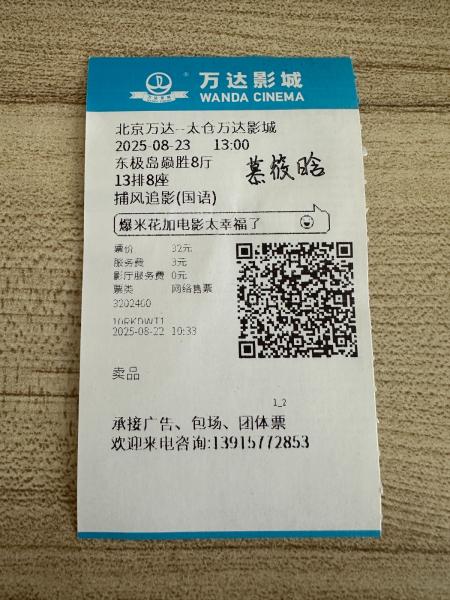 万达影城
WANDA CINEMA
北京万达--太仓万达影城
2025-08-23 13:00
东极岛赑胜8厅
13排8座
捕风追影(国语)
慕筱晗
爆米花加电影太幸福了
票价 32元
服务费 3元
影厅服务费 0元
票类 网络售票
3202460
2025-08-22 10:33
卖品
1_2
承接广告、包场、团体票
欢迎来电咨询:13915772853